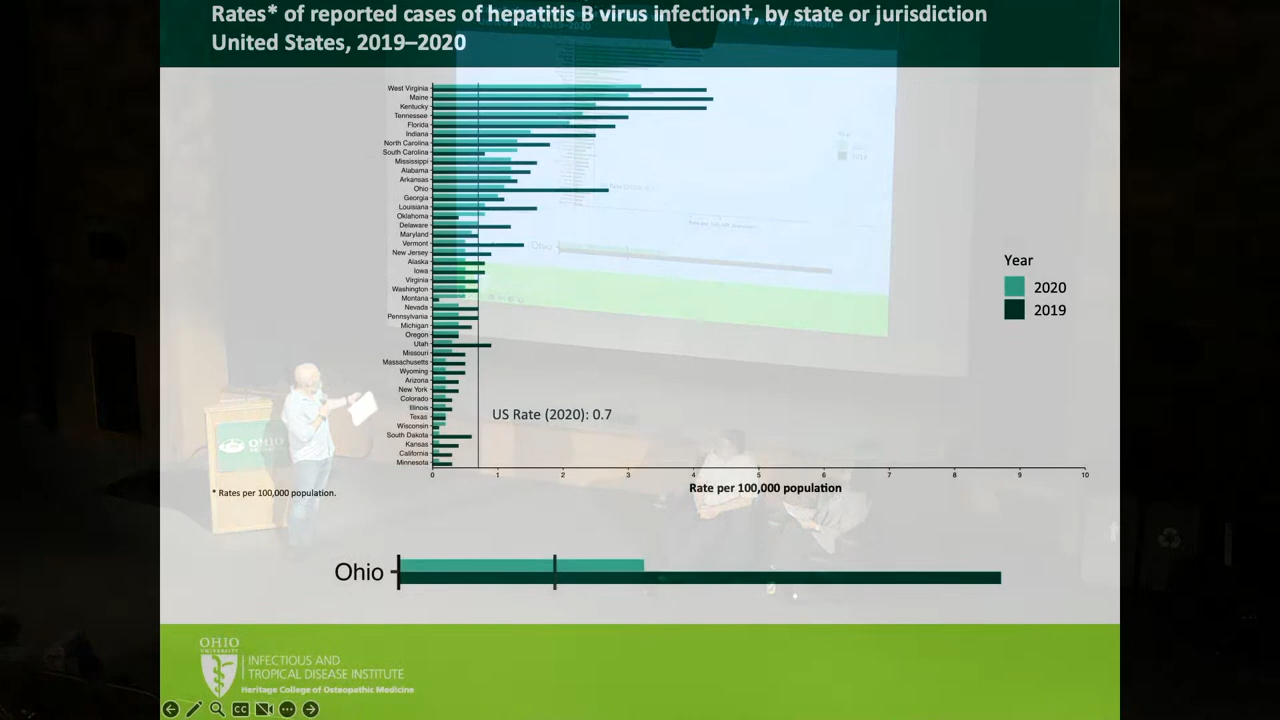 Rates* of reported cases of hepatitis B virus infection†, by state or jurisdiction
United States, 2019–2020
West Virginia
Maine
Kentucky
Tennessee
Florida
Indiana
North Carolina
South Carolina
Mississippi
Alabama
Arkansas
Ohio
Georgia
Louisiana
Oklahoma
Delaware
Maryland
Vermont
New Jersey
Alaska
Iowa
Virginia
Washington
Montana
Nevada
Pennsylvania
Michigan
Oregon
Utah
Missouri
Massachusetts
Wyoming
Arizona
New York
Colorado
Illinois
Texas
Wisconsin
South Dakota
Kansas
California
Minnesota
Year
2020
2019
US Rate (2020): 0.7
0 1 2 3 4 5 6 7 8 9 10
Rate per 100,000 population
* Rates per 100,000 population.
OHIO
Ohio
Ohio
OHIO
UNIVERSITY
INFECTIOUS AND
TROPICAL DISEASE INSTITUTE
Heritage College of Osteopathic Medicine
CC